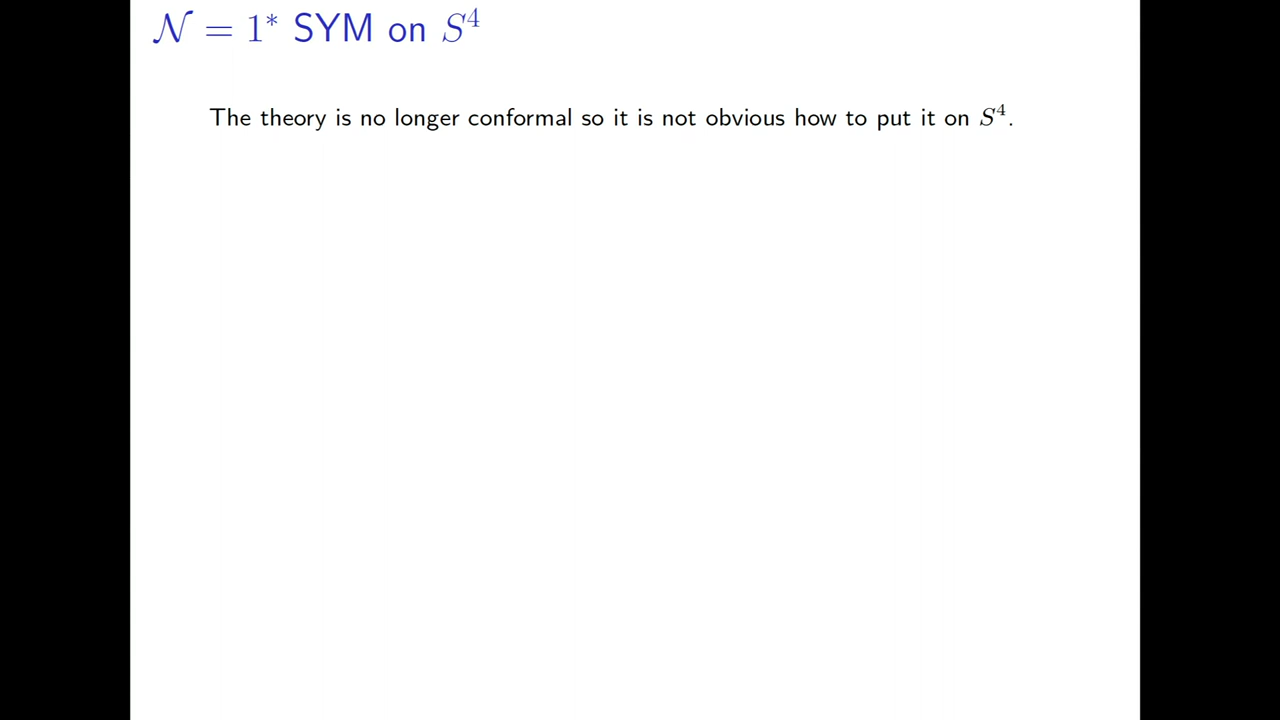 𝒩 = 1* SYM on S⁴
The theory is no longer conformal so it is not obvious how to put it on S⁴.